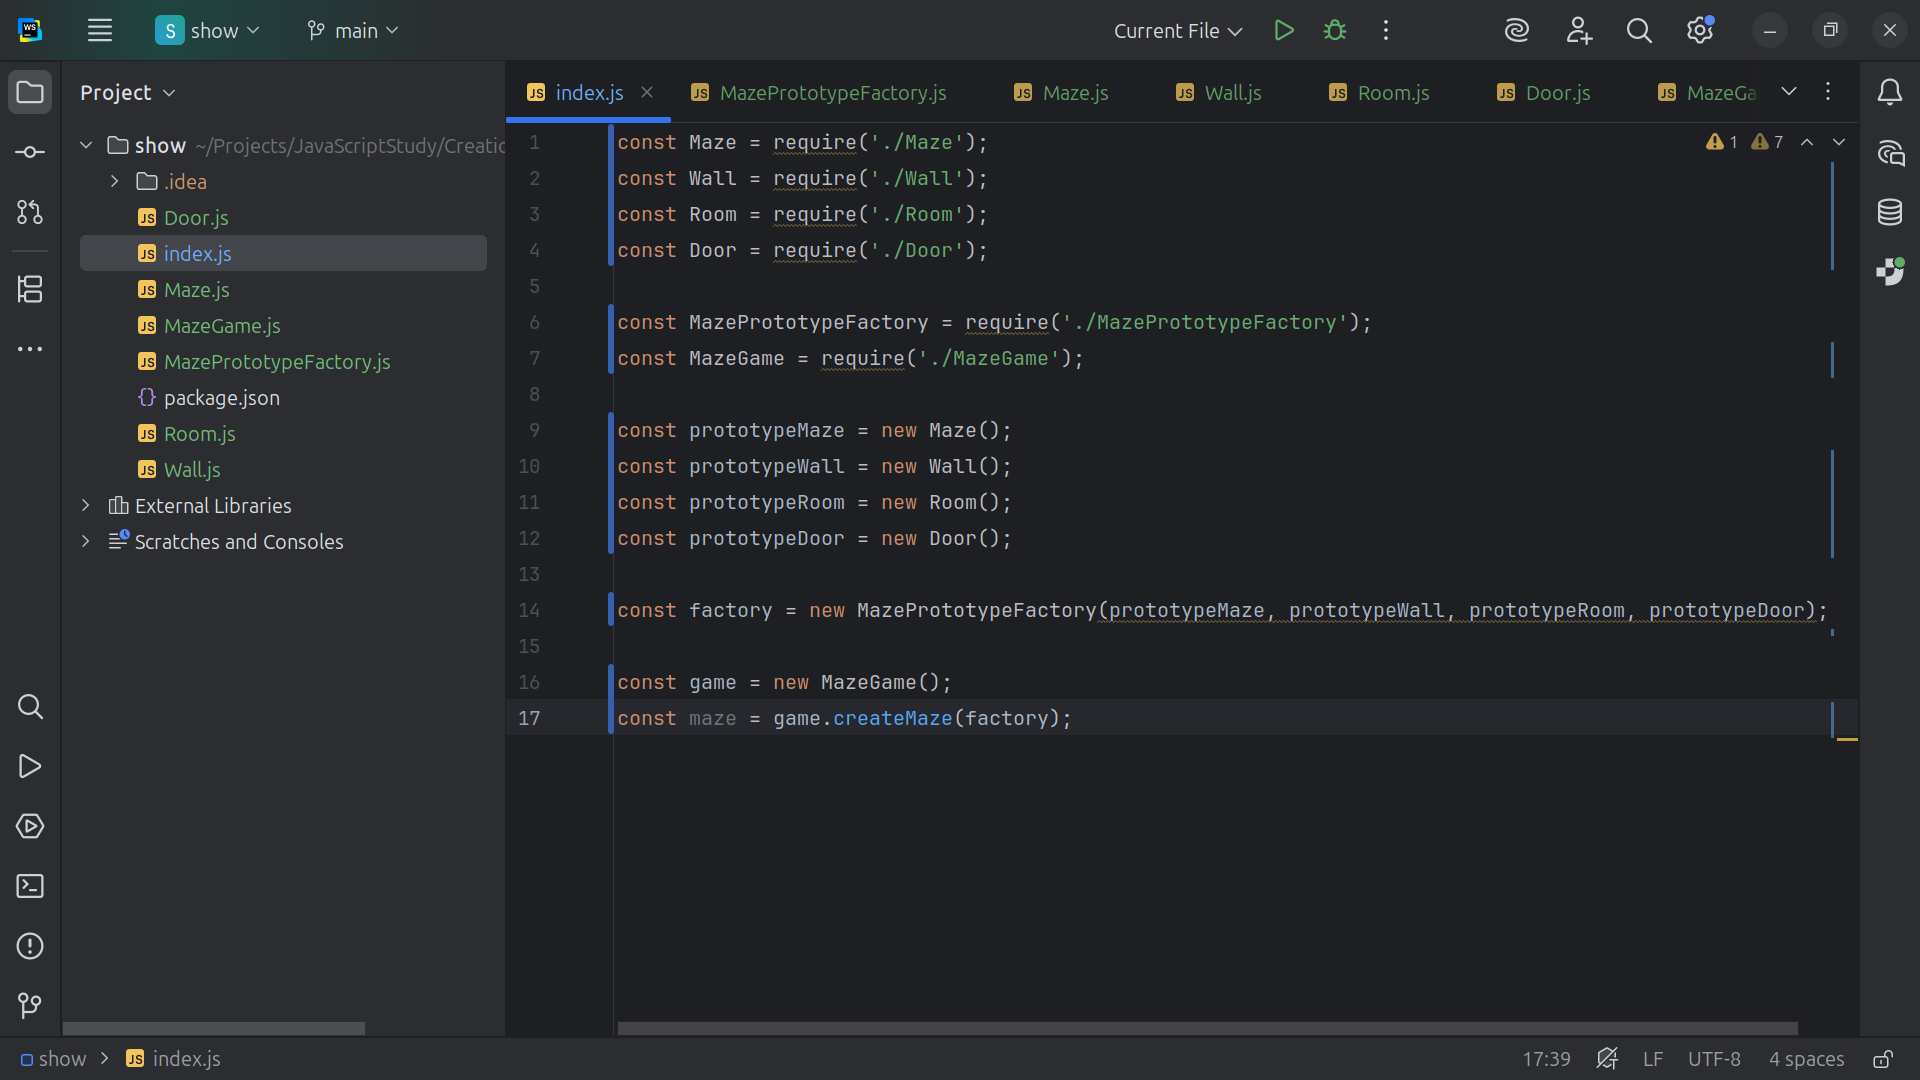 WS
S show main Current File
Project
index.js MazePrototypeFactory.js Maze.js Wall.js Room.js Door.js MazeGa
show ~/Projects/JavaScriptStudy/Creatio
.idea
Door.js
index.js
Maze.js
MazeGame.js
MazePrototypeFactory.js
package.json
Room.js
Wall.js
External Libraries
Scratches and Consoles
1 const Maze = require('./Maze');
2 const Wall = require('./Wall');
3 const Room = require('./Room');
4 const Door = require('./Door');
5
6 const MazePrototypeFactory = require('./MazePrototypeFactory');
7 const MazeGame = require('./MazeGame');
8
9 const prototypeMaze = new Maze();
10 const prototypeWall = new Wall();
11 const prototypeRoom = new Room();
12 const prototypeDoor = new Door();
13
14 const factory = new MazePrototypeFactory(prototypeMaze, prototypeWall, prototypeRoom, prototypeDoor);
15
16 const game = new MazeGame();
17 const maze = game.createMaze(factory);
1 7
show > index.js
17:39 LF UTF-8 4 spaces